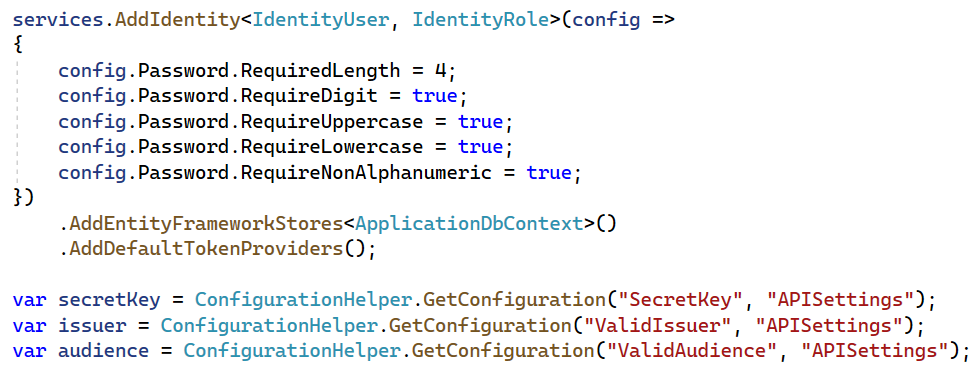 services.AddIdentity<IdentityUser, IdentityRole>(config =>
{
    config.Password.RequiredLength = 4;
    config.Password.RequireDigit = true;
    config.Password.RequireUppercase = true;
    config.Password.RequireLowercase = true;
    config.Password.RequireNonAlphanumeric = true;
})
    .AddEntityFrameworkStores<ApplicationDbContext>()
    .AddDefaultTokenProviders();

var secretKey = ConfigurationHelper.GetConfiguration("SecretKey", "APISettings");
var issuer = ConfigurationHelper.GetConfiguration("ValidIssuer", "APISettings");
var audience = ConfigurationHelper.GetConfiguration("ValidAudience", "APISettings");